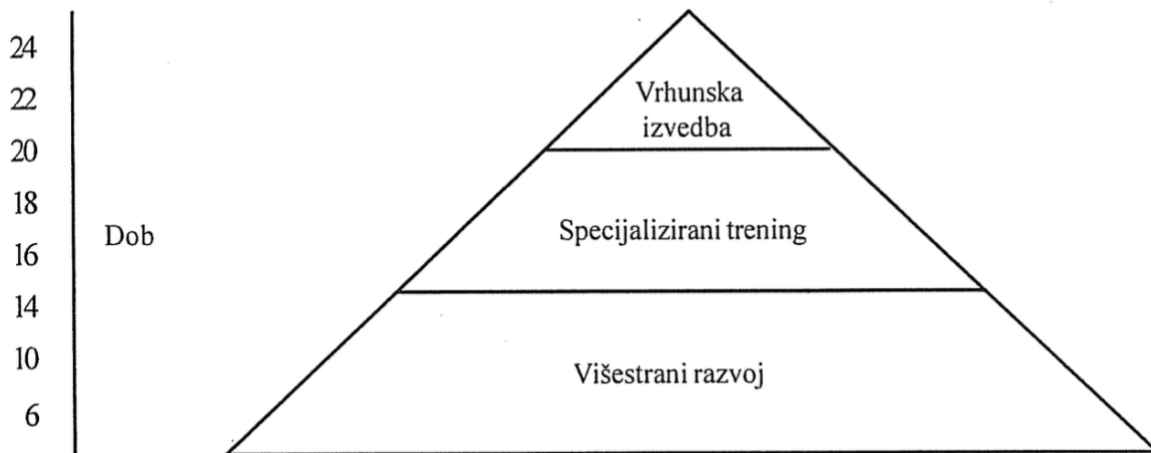 24
22
20
18
16
14
10
6
Dob
Vrhunska
izvedba
Specijalizirani trening
Višestrani razvoj